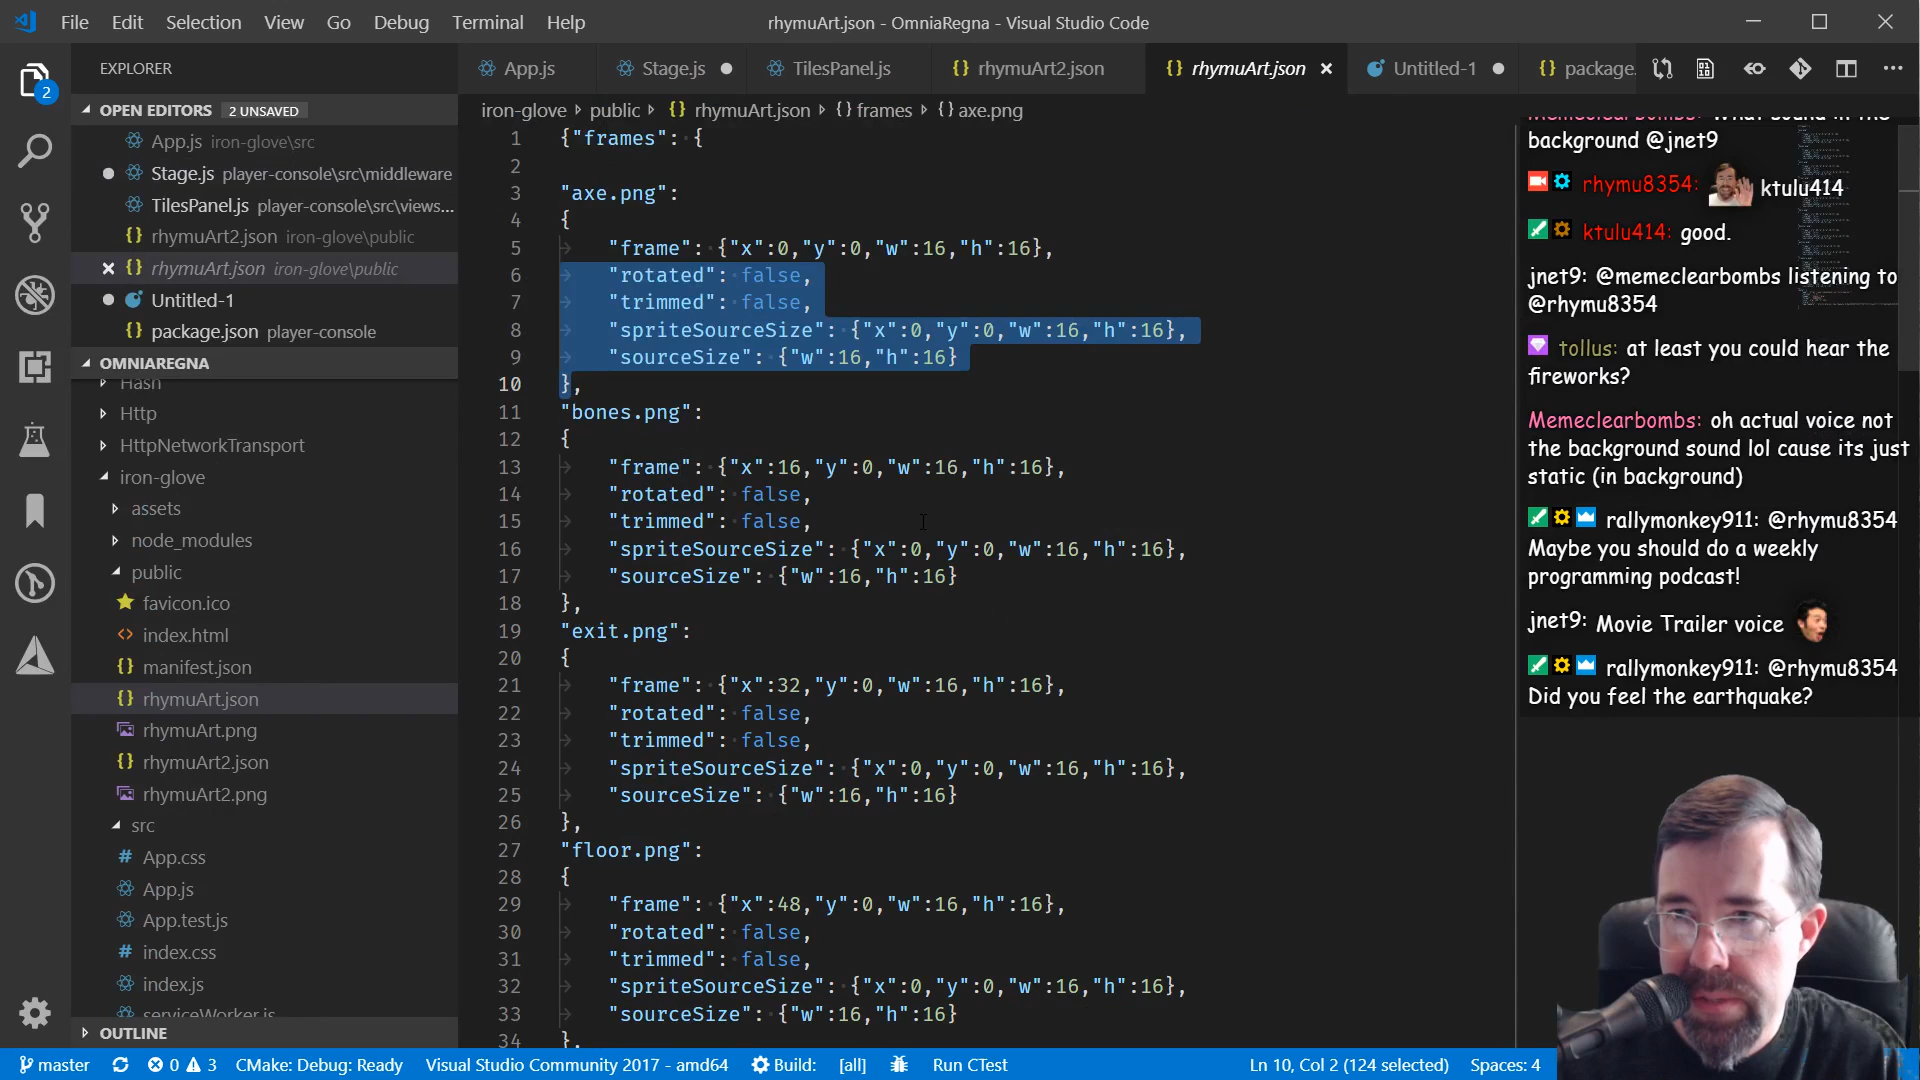 File Edit Selection View Go Debug Terminal Help
rhymuArt.json - OmniaRegna - Visual Studio Code
EXPLORER
App.js Stage.js TilesPanel.js rhymuArt2.json rhymuArt.json Untitled-1 package.
OPEN EDITORS 2 UNSAVED
App.js iron-glove\src
Stage.js player-console\src\middleware
TilesPanel.js player-console\src\views...
rhymuArt2.json iron-glove\public
rhymuArt.json iron-glove\public
Untitled-1
package.json player-console
OMNIAREGNA
Hash
Http
HttpNetworkTransport
iron-glove
assets
node_modules
public
favicon.ico
index.html
manifest.json
rhymuArt.json
rhymuArt.png
rhymuArt2.json
rhymuArt2.png
src
App.css
App.js
App.test.js
index.css
index.js
serviceWorker.js
OUTLINE
2
iron-glove › public › rhymuArt.json › {} frames › {} axe.png
1 {"frames": {
2
3 "axe.png":
4 {
5 "frame": {"x":0,"y":0,"w":16,"h":16},
6 "rotated": false,
7 "trimmed": false,
8 "spriteSourceSize": {"x":0,"y":0,"w":16,"h":16},
9 "sourceSize": {"w":16,"h":16}
10 },
11 "bones.png":
12 {
13 "frame": {"x":16,"y":0,"w":16,"h":16},
14 "rotated": false,
15 "trimmed": false,
16 "spriteSourceSize": {"x":0,"y":0,"w":16,"h":16},
17 "sourceSize": {"w":16,"h":16}
18 },
19 "exit.png":
20 {
21 "frame": {"x":32,"y":0,"w":16,"h":16},
22 "rotated": false,
23 "trimmed": false,
24 "spriteSourceSize": {"x":0,"y":0,"w":16,"h":16},
25 "sourceSize": {"w":16,"h":16}
26 },
27 "floor.png":
28 {
29 "frame": {"x":48,"y":0,"w":16,"h":16},
30 "rotated": false,
31 "trimmed": false,
32 "spriteSourceSize": {"x":0,"y":0,"w":16,"h":16},
33 "sourceSize": {"w":16,"h":16}
34 },
Memeclearbombs: what sound in the
background @jnet9
rhymu8354: ktulu414
ktulu414: good.
jnet9: @memeclearbombs listening to
@rhymu8354
tollus: at least you could hear the
fireworks?
Memeclearbombs: oh actual voice not
the background sound lol cause its just
static (in background)
rallymonkey911: @rhymu8354
Maybe you should do a weekly
programming podcast!
jnet9: Movie Trailer voice
rallymonkey911: @rhymu8354
Did you feel the earthquake?
master 0 3 CMake: Debug: Ready Visual Studio Community 2017 - amd64 Build: [all] Run CTest Ln 10, Col 2 (124 selected) Spaces: 4